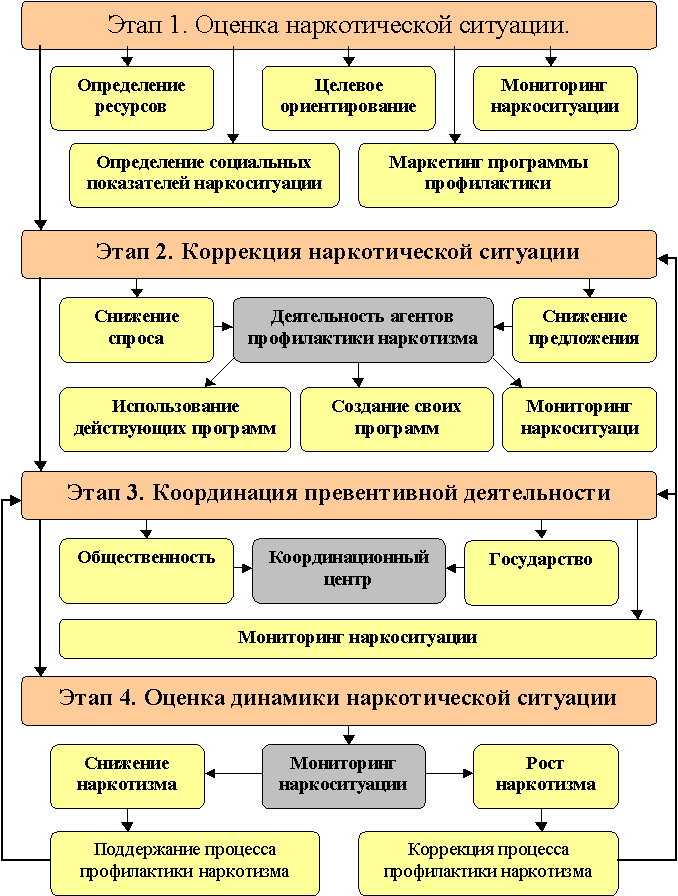 Этап 1. Оценка наркотической ситуации.
Определение
ресурсов
Целевое
ориентирование
Мониторинг
наркоситуации
Определение социальных
показателей наркоситуации
Маркетинг программы
профилактики
Этап 2. Коррекция наркотической ситуации
Снижение
спроса
Деятельность агентов
профилактики наркотизма
Снижение
предложения
Использование
действующих программ
Создание своих
программ
Мониторинг
наркоситуаци
Этап 3. Координация превентивной деятельности
Общественность
Координационный
центр
Государство
Мониторинг наркоситуации
Этап 4. Оценка динамики наркотической ситуации
Снижение
наркотизма
Мониторинг
наркоситуации
Рост
наркотизма
Поддержание процесса
профилактики наркотизма
Коррекция процесса
профилактики наркотизма